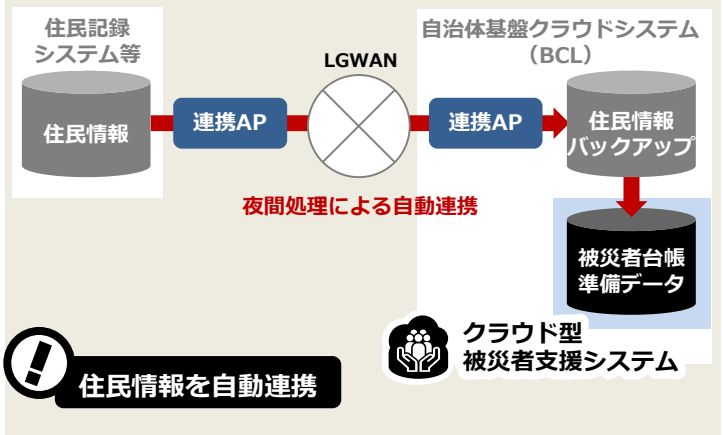 住民記録
システム等
住民情報
連携AP
LGWAN
連携AP
自治体基盤クラウドシステム
（BCL）
住民情報
バックアップ
夜間処理による自動連携
被災者台帳
準備データ
クラウド型
被災者支援システム
!
住民情報を自動連携